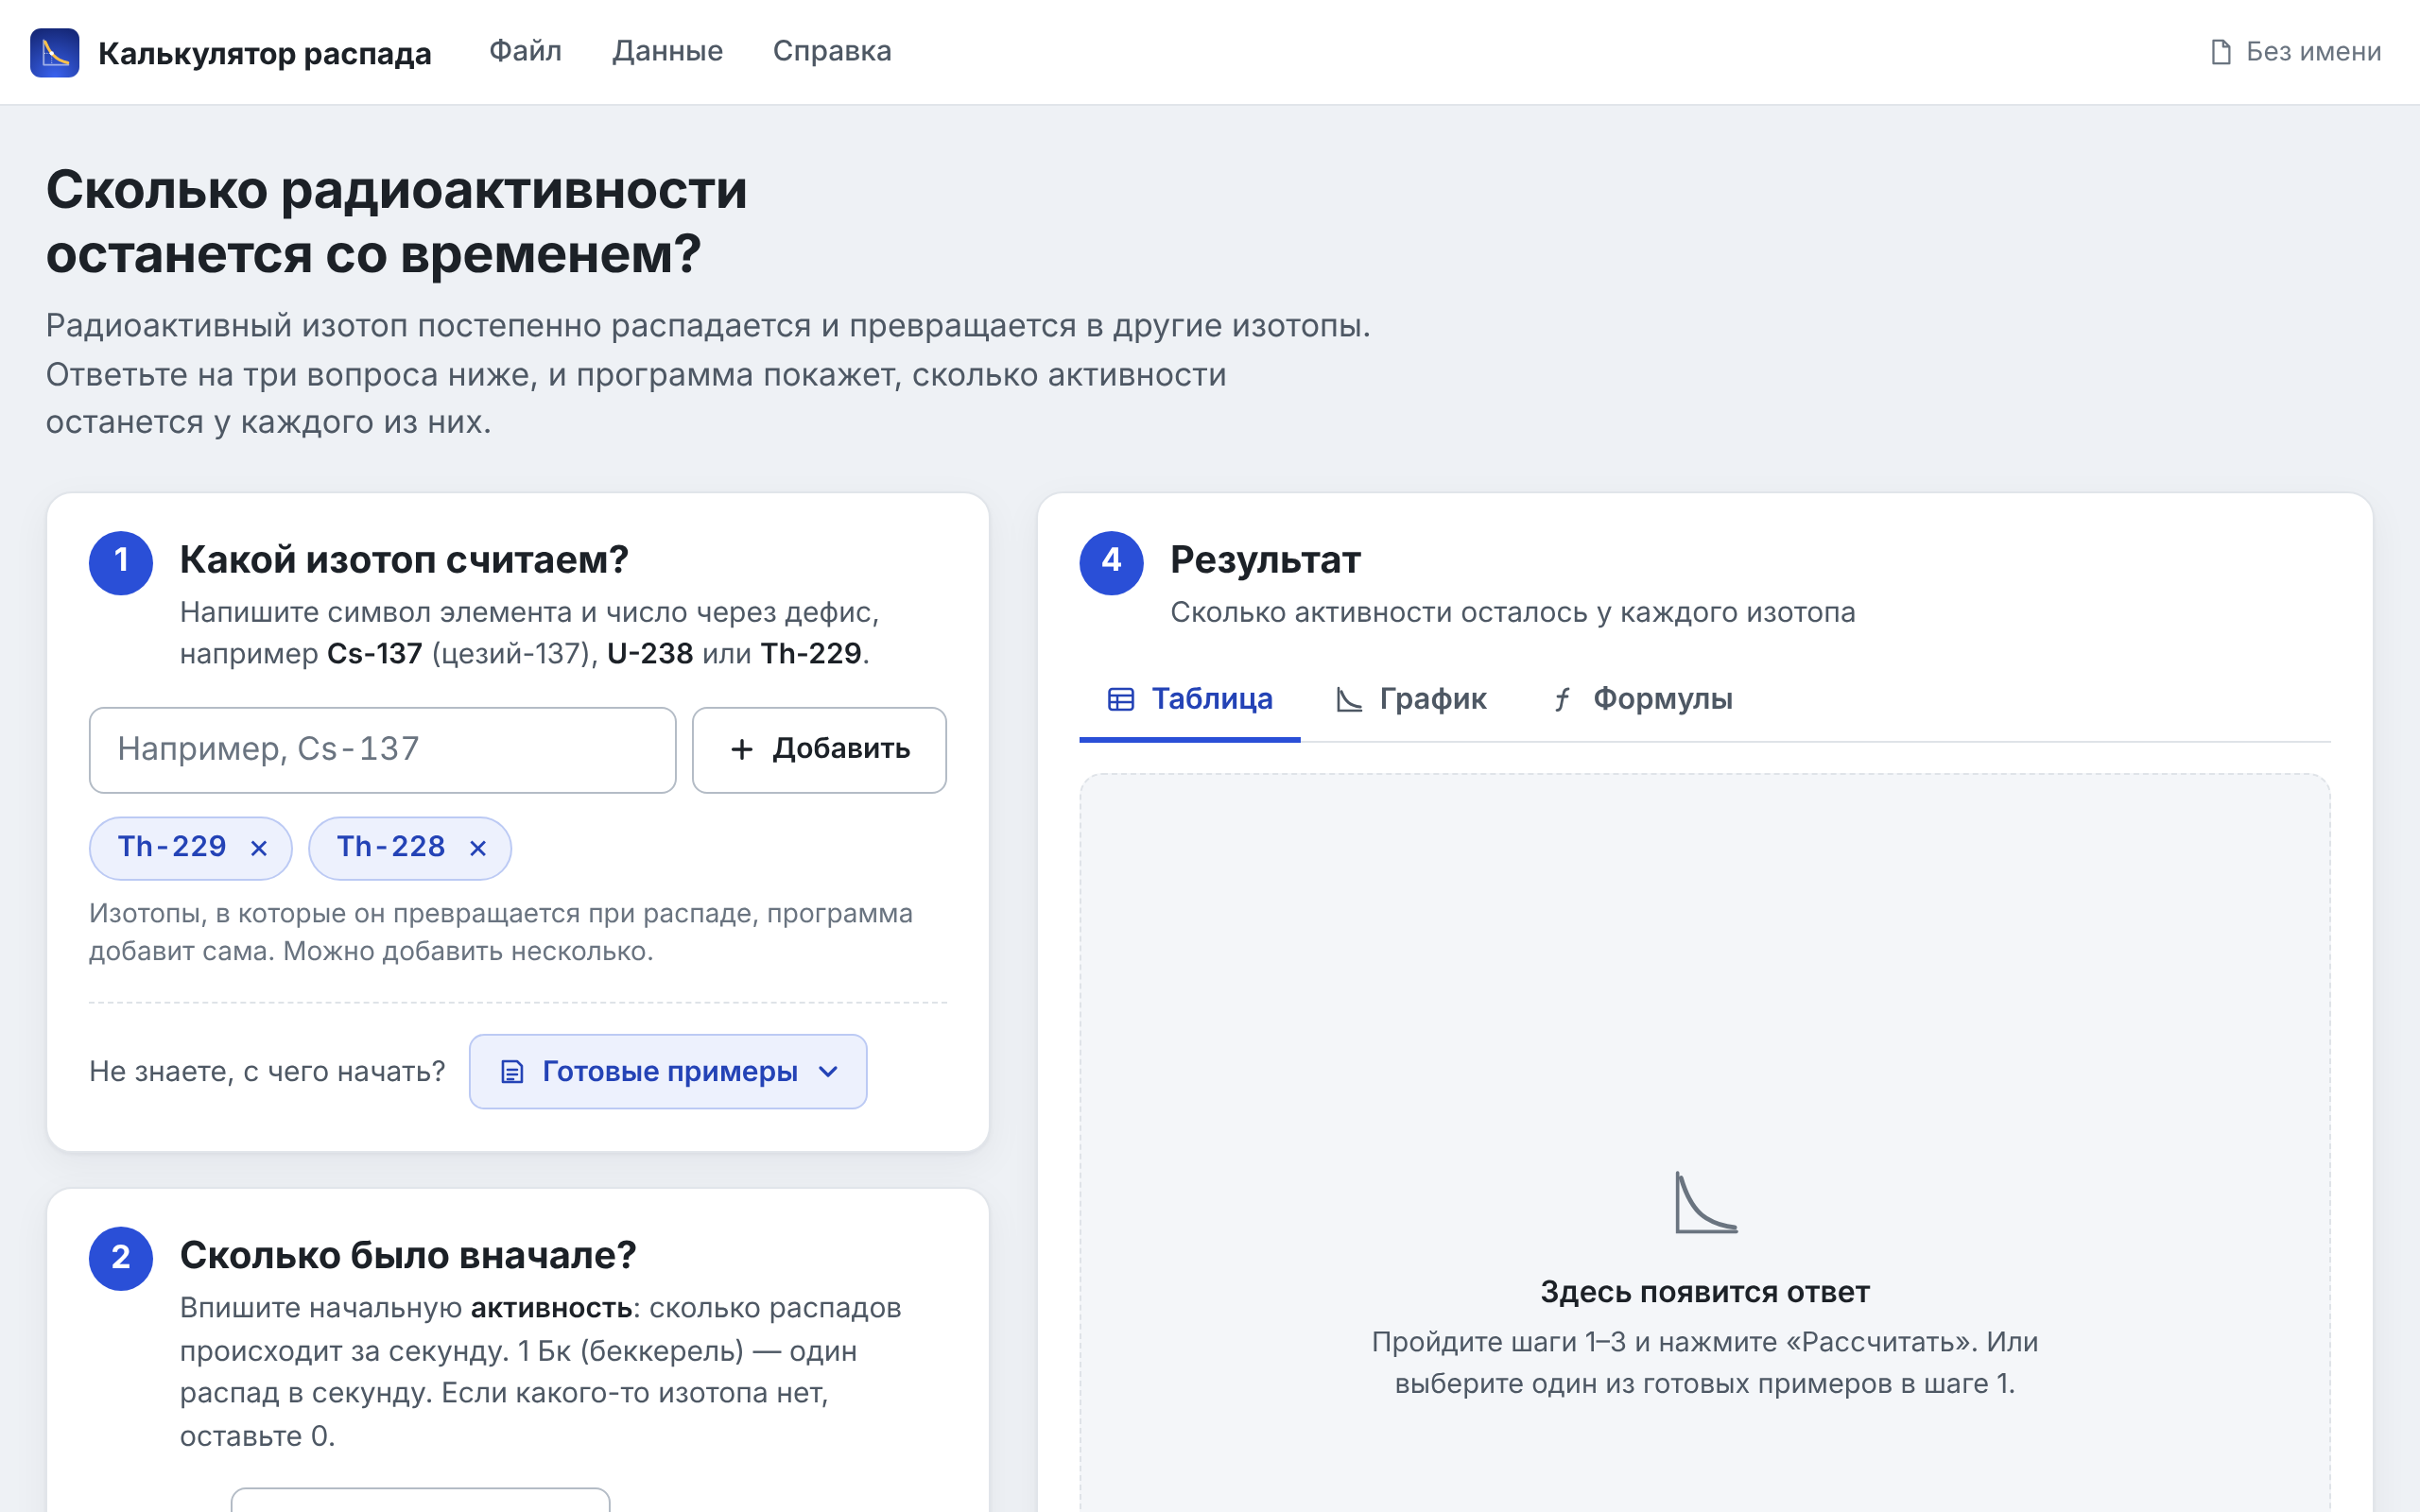 Калькулятор распада
Файл
Данные
Справка
Без имени
Сколько радиоактивности
останется со временем?
Радиоактивный изотоп постепенно распадается и превращается в другие изотопы.
Ответьте на три вопроса ниже, и программа покажет, сколько активности
останется у каждого из них.
1
Какой изотоп считаем?
Напишите символ элемента и число через дефис,
например Cs-137 (цезий-137), U-238 или Th-229.
Например, Cs-137
+ Добавить
Th-229 ×
Th-228 ×
Изотопы, в которые он превращается при распаде, программа
добавит сама. Можно добавить несколько.
Не знаете, с чего начать?
Готовые примеры
2
Сколько было вначале?
Впишите начальную активность: сколько распадов
происходит за секунду. 1 Бк (беккерель) — один
распад в секунду. Если какого-то изотопа нет,
оставьте 0.
4
Результат
Сколько активности осталось у каждого изотопа
Таблица
График
f Формулы
Здесь появится ответ
Пройдите шаги 1–3 и нажмите «Рассчитать». Или
выберите один из готовых примеров в шаге 1.